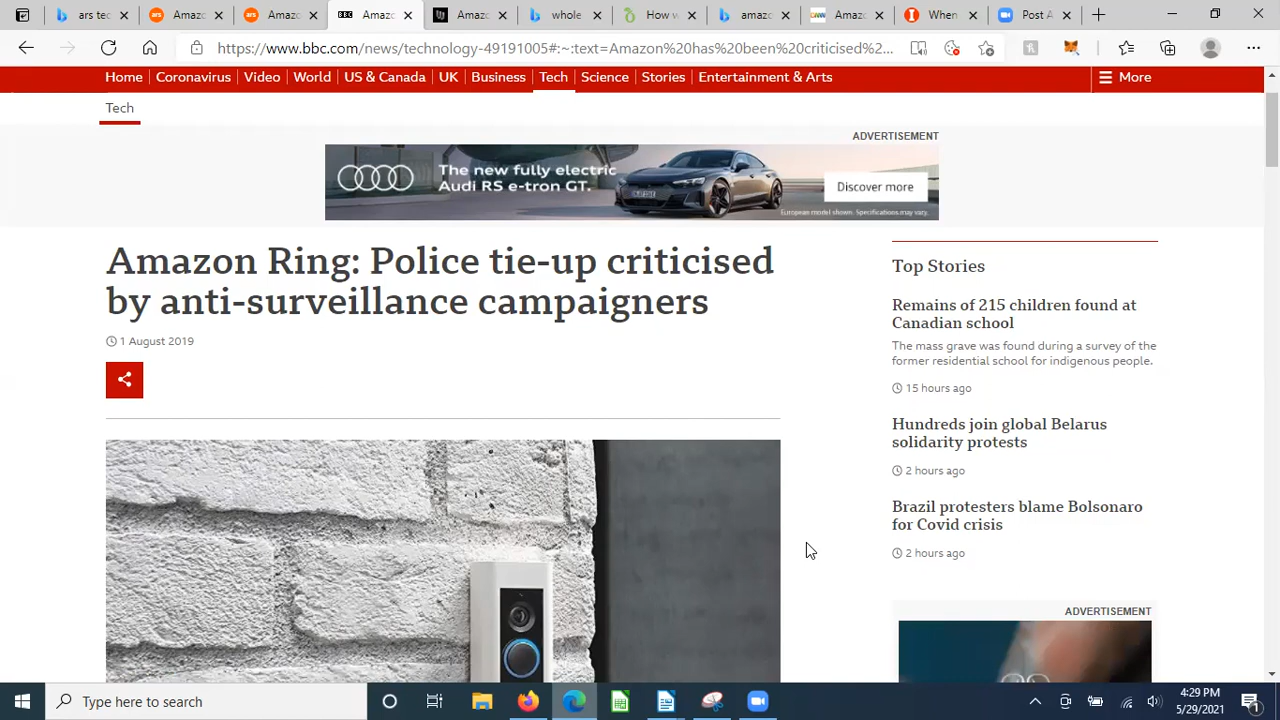 ars tec
Amazo
Amazo
Amazo
Amazo
whole
How w
amazo
Amazo
When
Post A
https://www.bbc.com/news/technology-49191005#:~:text=Amazon%20has%20been%20criticised%2...
Home Coronavirus Video World US & Canada UK Business Tech Science Stories Entertainment & Arts More
Tech
ADVERTISEMENT
The new fully electric
Audi RS e-tron GT.
Discover more
European model shown. Specifications may vary.
Amazon Ring: Police tie-up criticised
by anti-surveillance campaigners
1 August 2019
Top Stories
Remains of 215 children found at
Canadian school
The mass grave was found during a survey of the
former residential school for indigenous people.
15 hours ago
Hundreds join global Belarus
solidarity protests
2 hours ago
Brazil protesters blame Bolsonaro
for Covid crisis
2 hours ago
ADVERTISEMENT
Type here to search
4:29 PM
5/29/2021